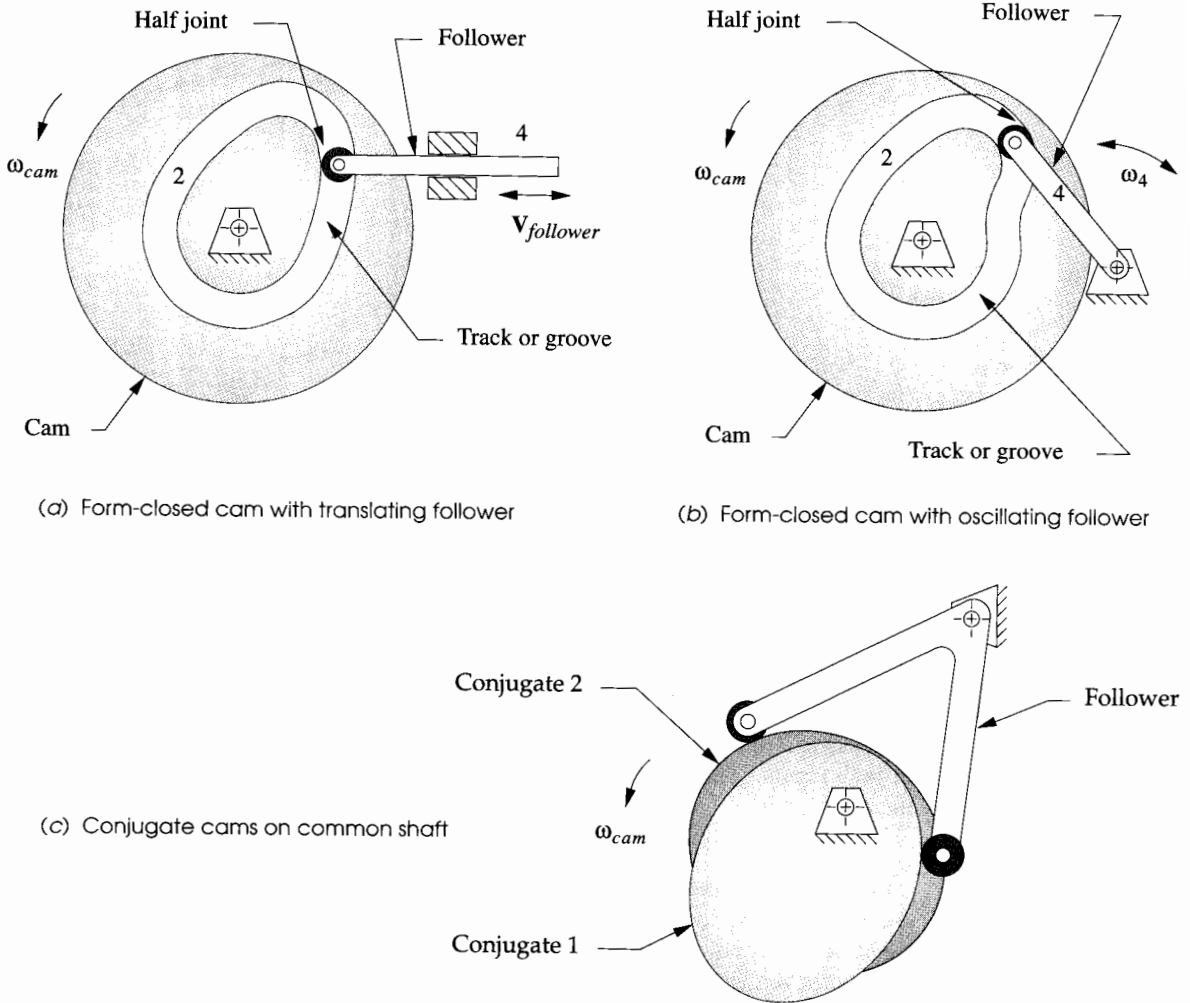 Half joint
Follower
ω_cam
2
4
V_follower
Track or groove
Cam
(a) Form-closed cam with translating follower
Half joint
Follower
ω_cam
2
4
ω_4
Cam
Track or groove
(b) Form-closed cam with oscillating follower
Conjugate 2
Follower
ω_cam
(c) Conjugate cams on common shaft
Conjugate 1